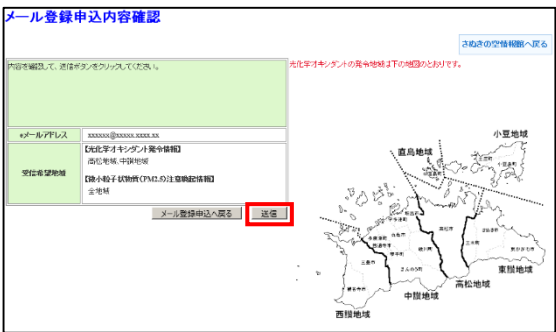 メール登録申込内容確認
さぬきの空情報館へ戻る
内容を確認して、送信ボタンをクリックしてください。
光化学オキシダントの発令地域は下の地図のとおりです。
eメールアドレス
xxxxxx@xxxxx.xxxx.xx
受信希望地域
【光化学オキシダント発令情報】
高松地域、中讃地域
【微小粒子状物質(PM2.5)注意喚起情報】
全地域
メール登録申込へ戻る
送信
小豆地域
直島地域
東讃地域
高松地域
中讃地域
西讃地域